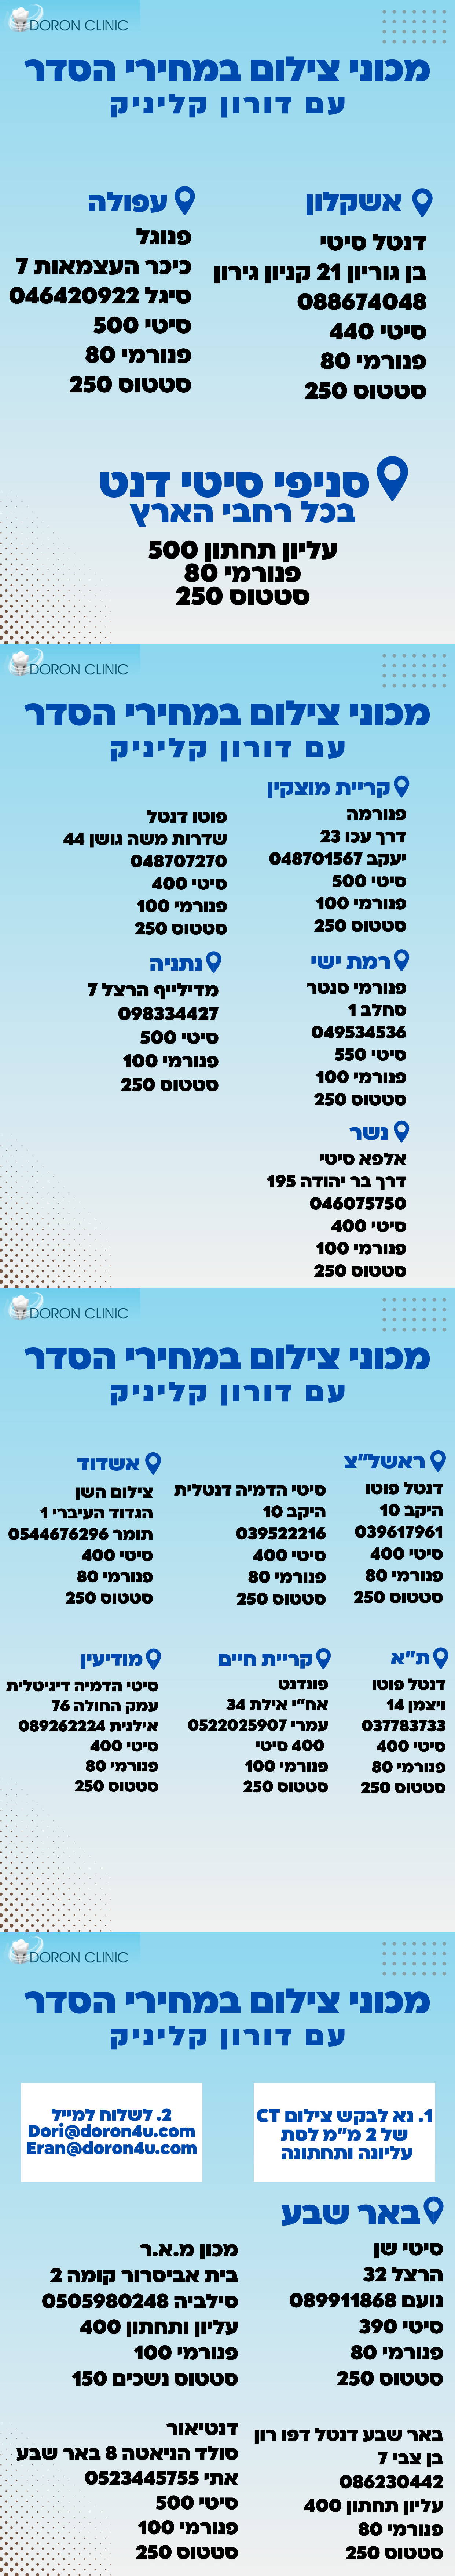 DORON CLINIC
מכוני צילום במחירי הסדר
עם דורון קליניק
אשקלון
דנטל סיטי
בן גוריון 21 קניון גירון
088674048
סיטי 440
פנורמי 80
סטטוס 250
עפולה
פנוגל
כיכר העצמאות 7
סיגל 046420922
סיטי 500
פנורמי 80
סטטוס 250
סניפי סיטי דנט
בכל רחבי הארץ
עליון תחתון 500
פנורמי 80
סטטוס 250
DORON CLINIC
מכוני צילום במחירי הסדר
עם דורון קליניק
קריית מוצקין
פנורמה
דרך עכו 23
יעקב 048701567
סיטי 500
פנורמי 100
סטטוס 250
פוטו דנטל
שדרות משה גושן 44
048707270
סיטי 400
פנורמי 100
סטטוס 250
רמת ישי
פנורמי סנטר
סחלב 1
049534536
סיטי 550
פנורמי 100
סטטוס 250
נתניה
מדילייף הרצל 7
098334427
סיטי 500
פנורמי 100
סטטוס 250
נשר
אלפא סיטי
דרך בר יהודה 195
046075750
סיטי 400
פנורמי 100
סטטוס 250
DORON CLINIC
מכוני צילום במחירי הסדר
עם דורון קליניק
ראשל"צ
דנטל פוטו
היקב 10
039617961
סיטי 400
פנורמי 80
סטטוס 250
סיטי הדמיה דנטלית
היקב 10
039522216
סיטי 400
פנורמי 80
סטטוס 250
אשדוד
צילום השן
הגדוד העיברי 1
תומר 0544676296
סיטי 400
פנורמי 80
סטטוס 250
ת"א
דנטל פוטו
ויצמן 14
037783733
סיטי 400
פנורמי 80
סטטוס 250
קריית חיים
פונדנט
אח"י אילת 34
עמרי 0522025907
400 סיטי
פנורמי 100
סטטוס 250
מודיעין
סיטי הדמיה דיגיטלית
עמק החולה 76
אילנית 089262224
סיטי 400
פנורמי 80
סטטוס 250
DORON CLINIC
מכוני צילום במחירי הסדר
עם דורון קליניק
1. נא לבקש צילום CT
של 2 מ"מ לסת
עליונה ותחתונה
2. לשלוח למייל
Dori@doron4u.com
Eran@doron4u.com
באר שבע
סיטי שן
הרצל 32
נועם 089911868
סיטי 390
פנורמי 80
סטטוס 250
מכון מ.א.ר
בית אביסרור קומה 2
סילביה 0505980248
עליון ותחתון 400
פנורמי 100
סטטוס נשכים 150
באר שבע דנטל דפו רון
בן צבי 7
086230442
עליון תחתון 400
פנורמי 80
סטטוס 250
דנטיאור
סולד הניאטה 8 באר שבע
אתי 0523445755
סיטי 500
פנורמי 100
סטטוס 250